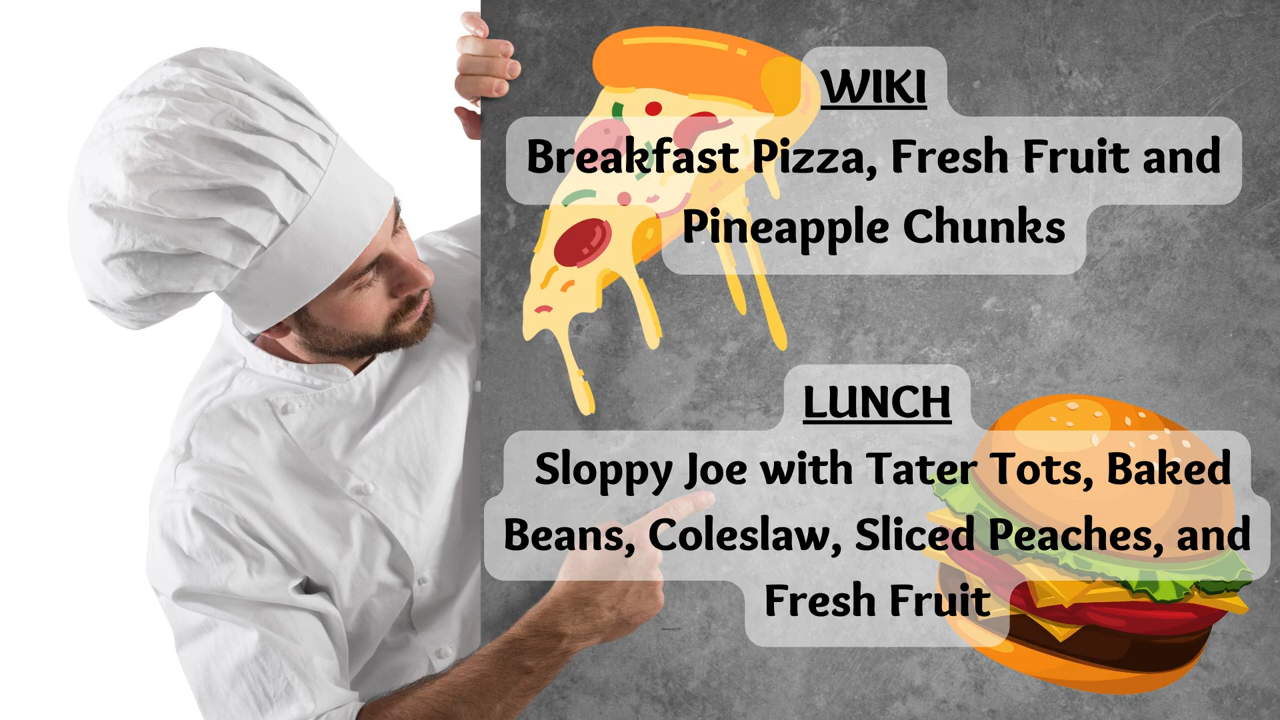 WIKI
Breakfast Pizza, Fresh Fruit and
Pineapple Chunks
LUNCH
Sloppy Joe with Tater Tots, Baked
Beans, Coleslaw, Sliced Peaches, and
Fresh Fruit